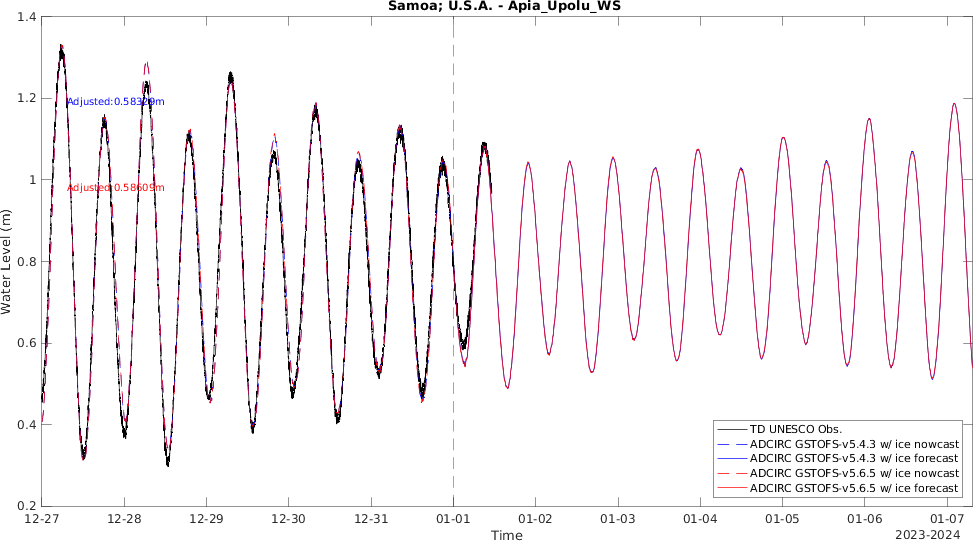 Samoa; U.S.A. - Apia_Upolu_WS
1.4
1.2
1
0.8
0.6
0.4
0.2
Water Level (m)
Adjusted:0.58329m
Adjusted:0.58609m
TD UNESCO Obs.
ADCIRC GSTOFS-v5.4.3 w/ ice nowcast
ADCIRC GSTOFS-v5.4.3 w/ ice forecast
ADCIRC GSTOFS-v5.6.5 w/ ice nowcast
ADCIRC GSTOFS-v5.6.5 w/ ice forecast
12-27 12-28 12-29 12-30 12-31 01-01 01-02 01-03 01-04 01-05 01-06 01-07
Time
2023-2024